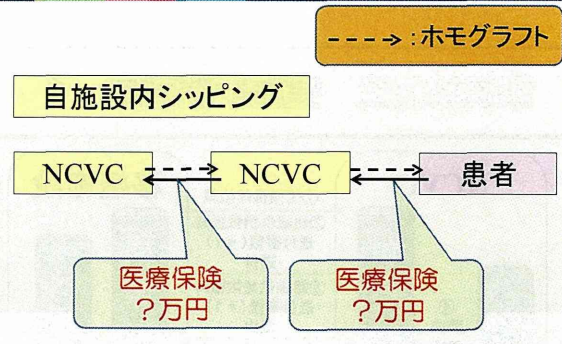 ----> :ホモグラフト
自施設内シッピング
NCVC NCVC 患者
医療保険 医療保険
?万円 ?万円